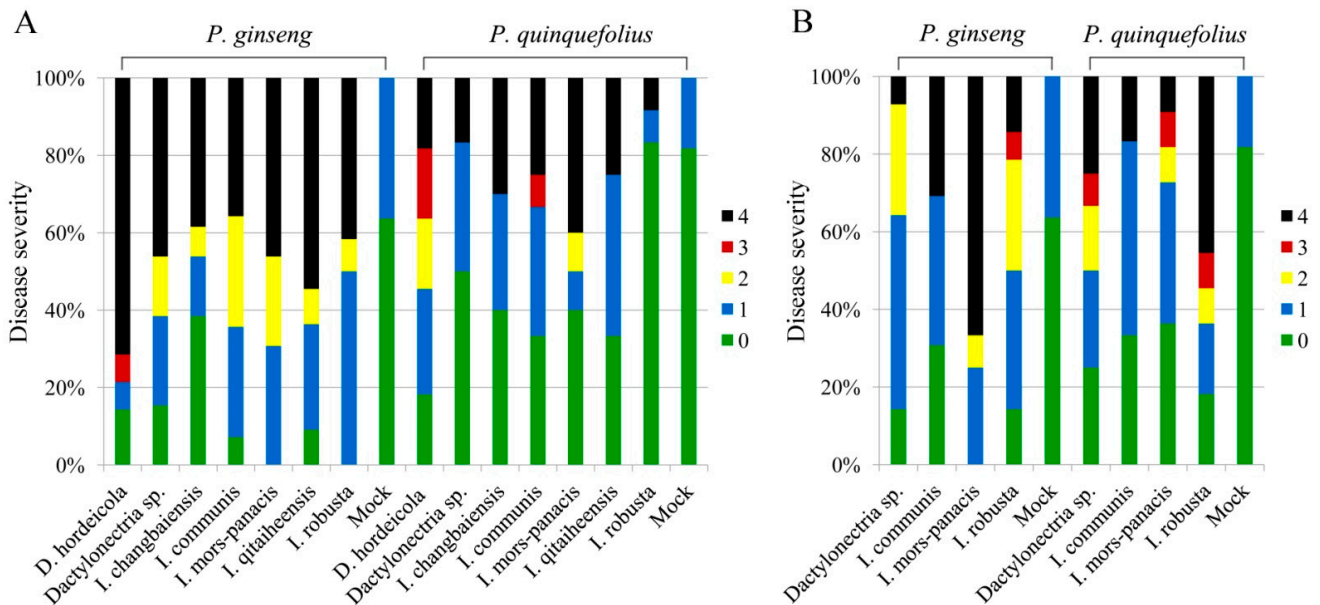 A
P. ginseng
P. quinquefolius
100%
80%
60%
40%
20%
0%
Disease severity
4
3
2
1
0
D. hordeicola
Dactylonectria sp.
I. changbaiensis
I. communis
I. mors-panacis
I. qitaiheensis
I. robusta
Mock
D. hordeicola
Dactylonectria sp.
I. changbaiensis
I. communis
I. mors-panacis
I. qitaiheensis
I. robusta
Mock
B
P. ginseng
P. quinquefolius
100%
80%
60%
40%
20%
0%
Disease severity
4
3
2
1
0
Dactylonectria sp.
I. communis
I. mors-panacis
I. robusta
Mock
Dactylonectria sp.
I. communis
I. mors-panacis
I. robusta
Mock